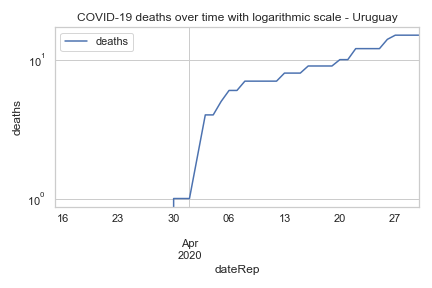 COVID-19 deaths over time with logarithmic scale - Uruguay
deaths
10¹
deaths
10⁰
16 23 30 06 13 20 27
Apr
2020
dateRep